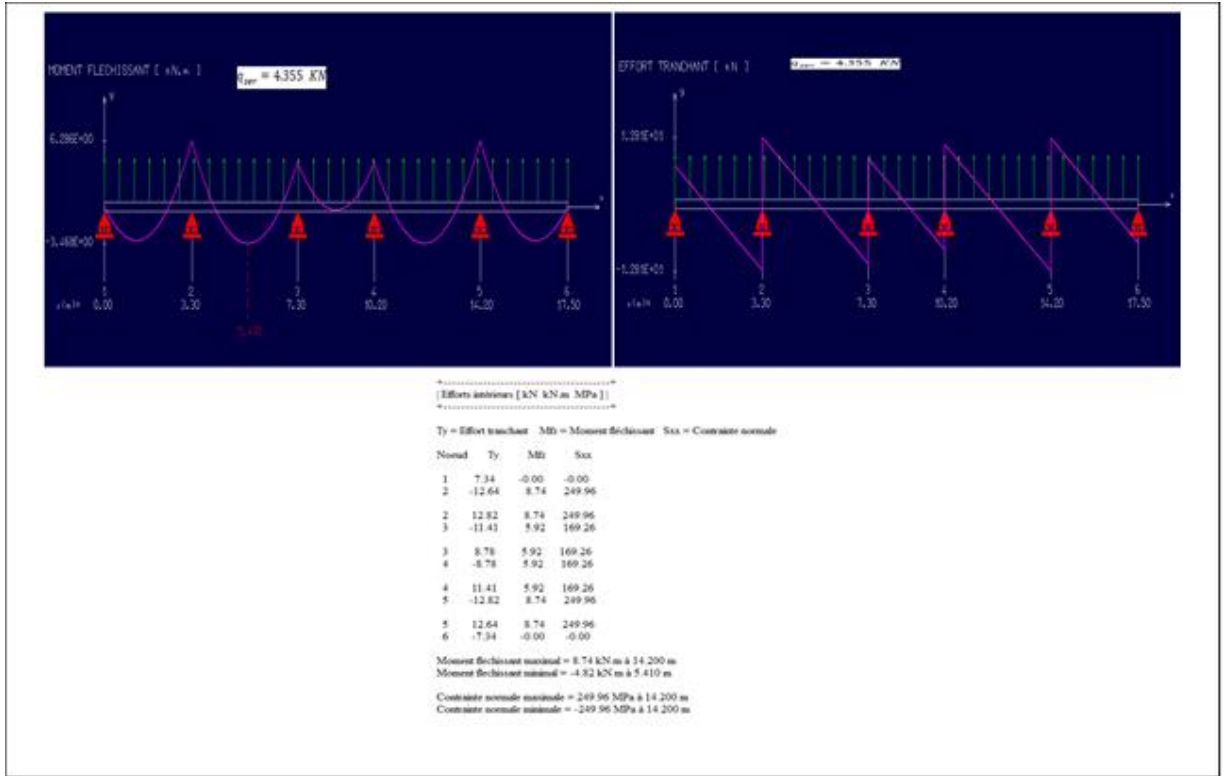 MOMENT FLECHISSANT [ kN.m ]
q_ser = 4.355 KN
y
6.286E+00
-3.468E+00
x
1 2 3 4 5 6
x(m)= 0.00 3.30 7.30 10.20 14.20 17.50
EFFORT TRANCHANT [ kN ]
q_ser = 4.355 KN
y
-1.281E+01
x
1 2 3 4 5 6
x(m)= 0.00 3.30 7.30 10.20 14.20 17.50
+---------------------------------------+
| Efforts intérieurs [ kN kN.m MPa ] |
+---------------------------------------+
Ty = Effort tranchant Mfz = Moment fléchissant Sxx = Contrainte normale
Noeud Ty Mfz Sxx
1 7.34 -0.00 -0.00
2 -12.64 8.74 249.96
2 12.82 8.74 249.96
3 -11.41 5.92 169.26
3 8.78 5.92 169.26
4 -8.78 5.92 169.26
4 11.41 5.92 169.26
5 -12.82 8.74 249.96
5 12.64 8.74 249.96
6 -7.34 -0.00 -0.00
Moment fléchissant maximal = 8.74 kN.m à 14.200 m
Moment fléchissant minimal = -4.82 kN.m à 5.410 m
Contrainte normale maximale = 249.96 MPa à 14.200 m
Contrainte normale minimale = -249.96 MPa à 14.200 m